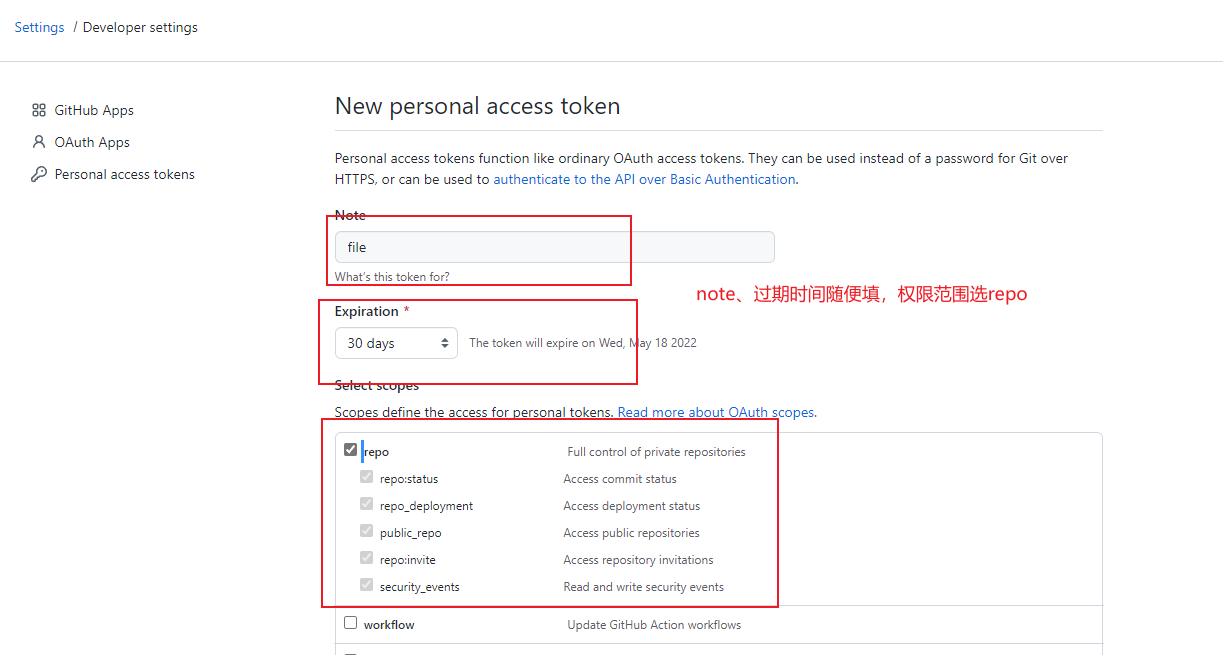 Settings / Developer settings
GitHub Apps
OAuth Apps
Personal access tokens
New personal access token
Personal access tokens function like ordinary OAuth access tokens. They can be used instead of a password for Git over
HTTPS, or can be used to authenticate to the API over Basic Authentication.
Note
file
What's this token for?
note、过期时间随便填，权限范围选repo
Expiration *
30 days The token will expire on Wed, May 18 2022
Select scopes
Scopes define the access for personal tokens. Read more about OAuth scopes.
repo Full control of private repositories
repo:status Access commit status
repo_deployment Access deployment status
public_repo Access public repositories
repo:invite Access repository invitations
security_events Read and write security events
workflow Update GitHub Action workflows